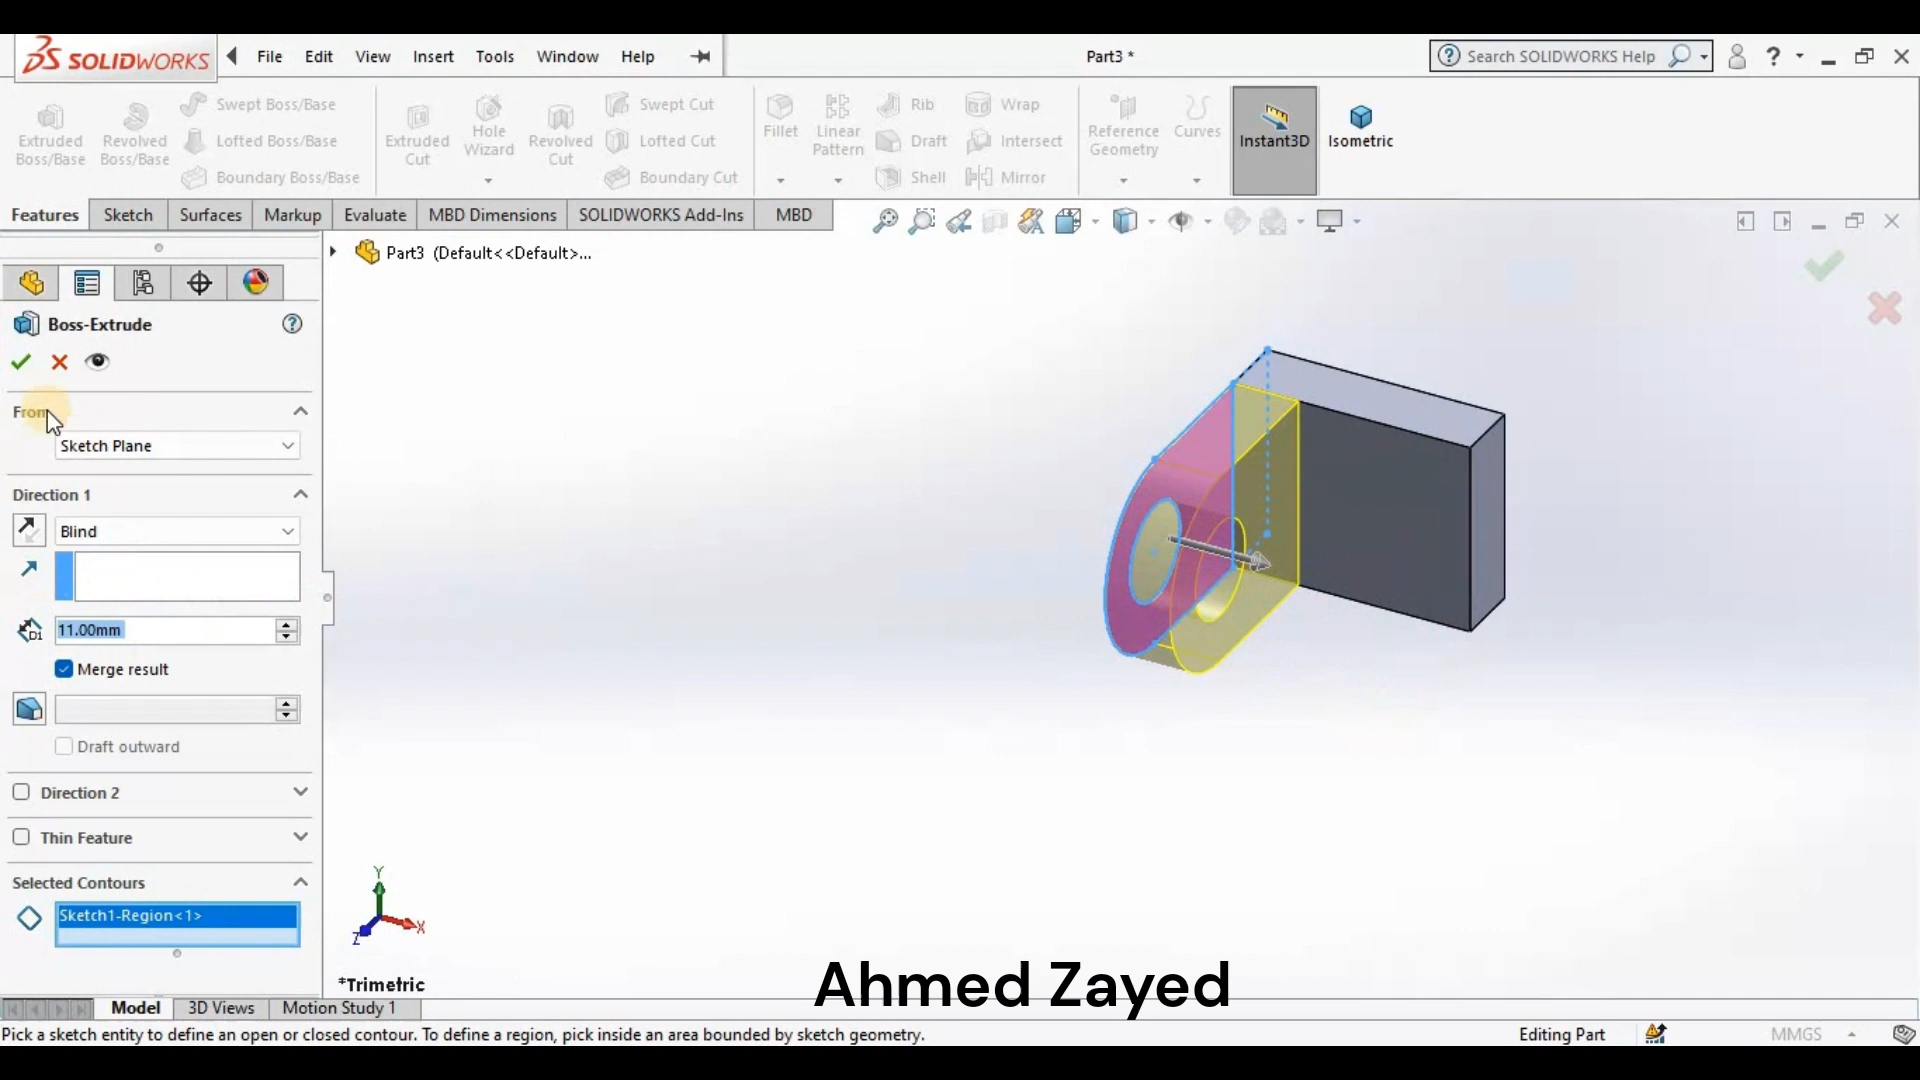 SOLIDWORKS File Edit View Insert Tools Window Help Part3 * Search SOLIDWORKS Help ?
Extruded Boss/Base
Revolved Boss/Base
Swept Boss/Base
Lofted Boss/Base
Boundary Boss/Base
Extruded Cut
Hole Wizard
Revolved Cut
Swept Cut
Lofted Cut
Boundary Cut
Fillet
Linear Pattern
Rib
Draft
Shell
Wrap
Intersect
Mirror
Reference Geometry
Curves
Instant3D
Isometric
Features Sketch Surfaces Markup Evaluate MBD Dimensions SOLIDWORKS Add-Ins MBD
Part3 (Default<<Default>...
Boss-Extrude
From
Sketch Plane
Direction 1
Blind
D1
11.00mm
Merge result
Draft outward
Direction 2
Thin Feature
Selected Contours
Sketch1-Region<1>
Y
X
Z
*Trimetric
Ahmed Zayed
Model 3D Views Motion Study 1
Pick a sketch entity to define an open or closed contour. To define a region, pick inside an area bounded by sketch geometry. Editing Part MMGS